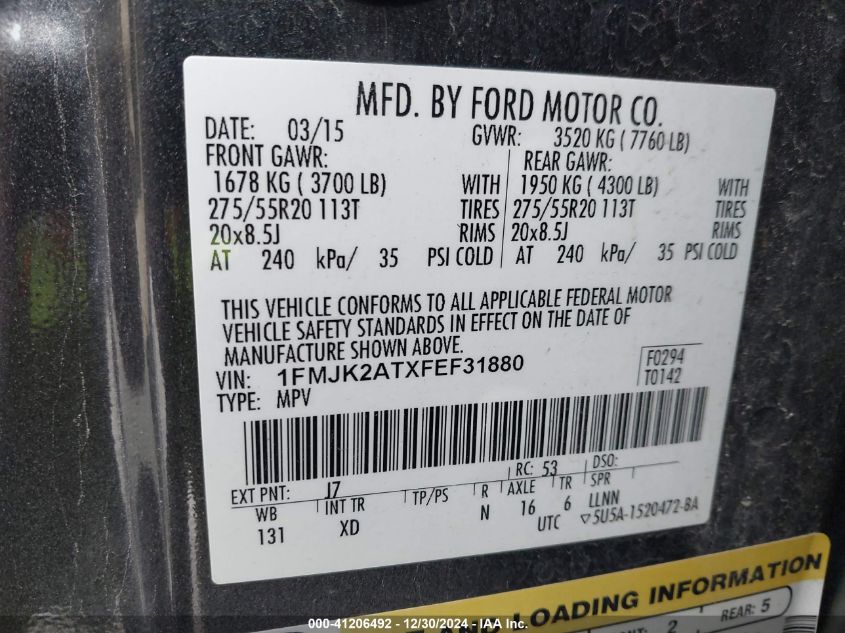 MFD. BY FORD MOTOR CO.
DATE: 03/15 GVWR: 3520 KG ( 7760 LB)
FRONT GAWR: REAR GAWR:
1678 KG ( 3700 LB) WITH 1950 KG ( 4300 LB) WITH
275/55R20 113T TIRES 275/55R20 113T TIRES
20x8.5J RIMS 20x8.5J RIMS
AT 240 kPa/ 35 PSI COLD AT 240 kPa/ 35 PSI COLD
THIS VEHICLE CONFORMS TO ALL APPLICABLE FEDERAL MOTOR
VEHICLE SAFETY STANDARDS IN EFFECT ON THE DATE OF
MANUFACTURE SHOWN ABOVE.
VIN: 1FMJK2ATXFEF31880 F0294
TYPE: MPV T0142
EXT PNT: J7 RC: 53 DSO:
WB INT TR TP/PS R AXLE TR SPR
131 XD N 16 6 LLNN
UTC 5U5A-1520472-BA
AND LOADING INFORMATION
2 REAR: 5
000-41206492 - 12/30/2024 - IAA Inc.